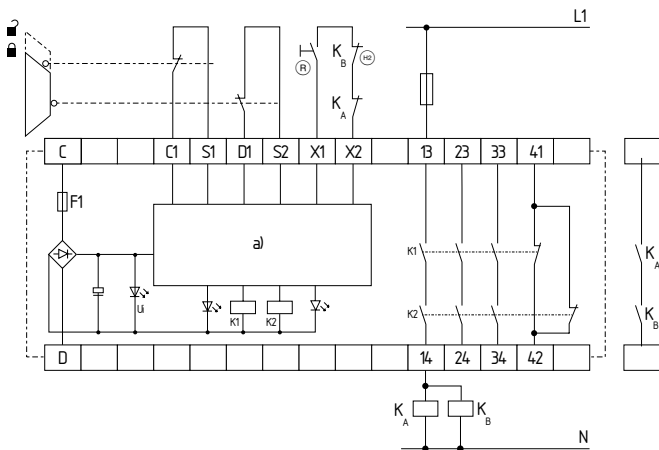 L1
K B
H2
R
K A
C C1 S1 D1 S2 X1 X2 13 23 33 41
F1
a)
K1
K A
Ui
K1 K2
K2
K B
D 14 24 34 42
K A K B
N